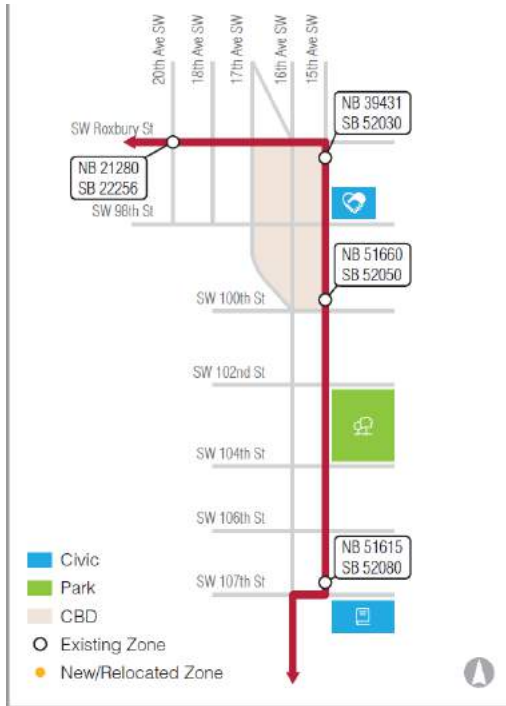 20th Ave SW
18th Ave SW
17th Ave SW
16th Ave SW
15th Ave SW
NB 39431
SB 52030
SW Roxbury St
NB 21280
SB 22256
SW 98th St
NB 51660
SB 52050
SW 100th St
SW 102nd St
SW 104th St
SW 106th St
NB 51615
SB 52080
SW 107th St
Civic
Park
CBD
Existing Zone
New/Relocated Zone